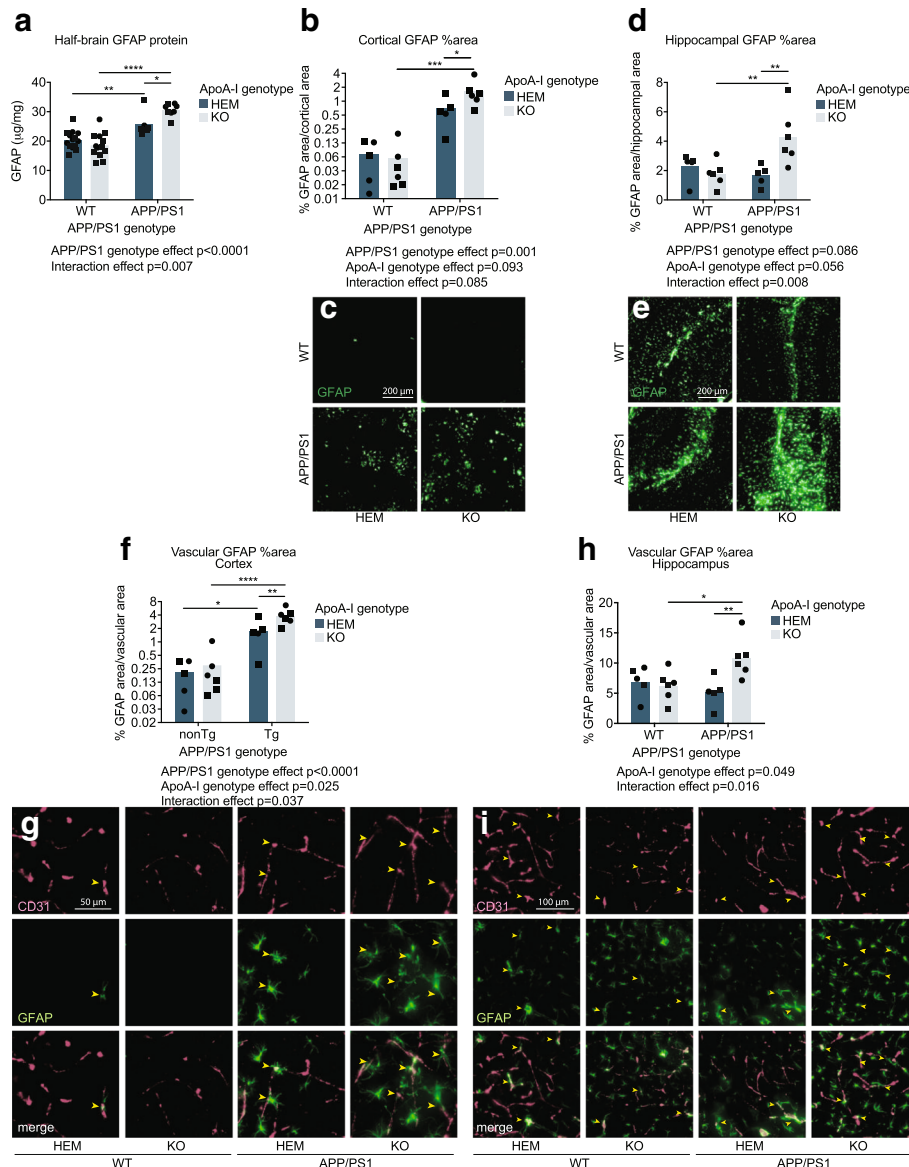 a
Half-brain GFAP protein
****
**
*
GFAP (µg/mg)
40
30
20
10
0
WT
APP/PS1
APP/PS1 genotype
ApoA-I genotype
HEM
KO
APP/PS1 genotype effect p<0.0001
Interaction effect p=0.007
b
Cortical GFAP %area
*
***
% GFAP area/cortical area
4
2
1
0.5
0.25
0.12
0.06
0.03
0.02
0.01
WT
APP/PS1
APP/PS1 genotype
APP/PS1 genotype effect p=0.001
ApoA-I genotype effect p=0.093
Interaction effect p=0.085
d
Hippocampal GFAP %area
**
**
% GFAP area/hippocampal area
8
6
4
2
0
WT
APP/PS1
APP/PS1 genotype
ApoA-I genotype
HEM
KO
APP/PS1 genotype effect p=0.086
ApoA-I genotype effect p=0.056
Interaction effect p=0.008
c
WT
GFAP
200 µm
APP/PS1
HEM
KO
e
WT
GFAP
200 µm
APP/PS1
HEM
KO
f
Vascular GFAP %area
Cortex
****
*
**
% GFAP area/vascular area
8
4
2
1
0.5
0.25
0.13
0.06
0.03
0.02
nonTg
Tg
APP/PS1 genotype
ApoA-I genotype
HEM
KO
APP/PS1 genotype effect p<0.0001
ApoA-I genotype effect p=0.025
Interaction effect p=0.037
h
Vascular GFAP %area
Hippocampus
*
**
% GFAP area/vascular area
20
15
10
5
0
WT
APP/PS1
APP/PS1 genotype
ApoA-I genotype
HEM
KO
ApoA-I genotype effect p=0.049
Interaction effect p=0.016
g
50 µm
CD31
GFAP
merge
HEM
KO
HEM
KO
WT
APP/PS1
i
100 µm
CD31
GFAP
merge
HEM
KO
HEM
KO
WT
APP/PS1